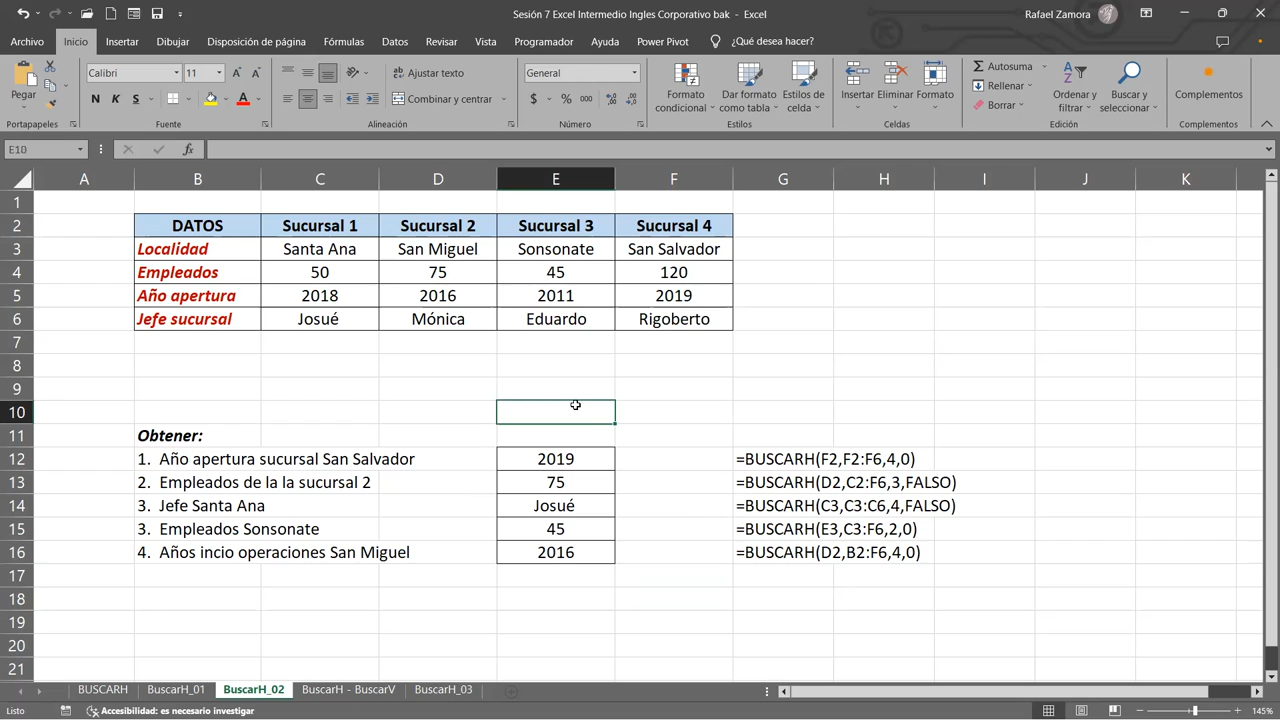 Sesión 7 Excel Intermedio Ingles Corporativo bak - Excel
Rafael Zamora
Archivo Inicio Insertar Dibujar Disposición de página Fórmulas Datos Revisar Vista Programador Ayuda Power Pivot ¿Qué desea hacer?
Pegar
Calibri 11
N K S
Ajustar texto
Combinar y centrar
General
$ % 000
Formato condicional
Dar formato como tabla
Estilos de celda
Insertar Eliminar Formato
Autosuma
Rellenar
Borrar
Ordenar y filtrar
Buscar y seleccionar
Complementos
Portapapeles Fuente Alineación Número Estilos Celdas Edición Complementos
E10 fx
A B C D E F G H I J K
1
2 DATOS Sucursal 1 Sucursal 2 Sucursal 3 Sucursal 4
3 Localidad Santa Ana San Miguel Sonsonate San Salvador
4 Empleados 50 75 45 120
5 Año apertura 2018 2016 2011 2019
6 Jefe sucursal Josué Mónica Eduardo Rigoberto
7
8
9
10
11 Obtener:
12 1. Año apertura sucursal San Salvador 2019 =BUSCARH(F2,F2:F6,4,0)
13 2. Empleados de la la sucursal 2 75 =BUSCARH(D2,C2:F6,3,FALSO)
14 3. Jefe Santa Ana Josué =BUSCARH(C3,C3:C6,4,FALSO)
15 3. Empleados Sonsonate 45 =BUSCARH(E3,C3:F6,2,0)
16 4. Años incio operaciones San Miguel 2016 =BUSCARH(D2,B2:F6,4,0)
17
18
19
20
21
BUSCARH BuscarH_01 BuscarH_02 BuscarH - BuscarV BuscarH_03
Listo Accesibilidad: es necesario investigar 145%